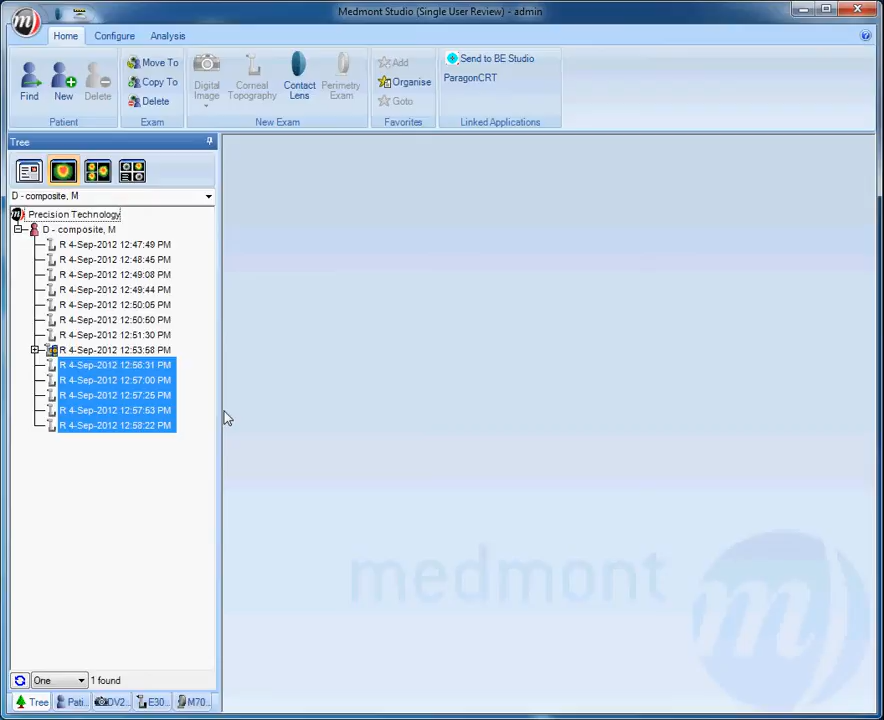 Medmont Studio (Single User Review) - admin
Home
Configure
Analysis
Find
New
Delete
Patient
Move To
Copy To
Delete
Exam
Digital Image
Corneal Topography
Contact Lens
Perimetry Exam
New Exam
Add
Organise
Goto
Favorites
Send to BE Studio
ParagonCRT
Linked Applications
Tree
D - composite, M
Precision Technology
D - composite, M
R 4-Sep-2012 12:47:49 PM
R 4-Sep-2012 12:48:45 PM
R 4-Sep-2012 12:49:08 PM
R 4-Sep-2012 12:49:44 PM
R 4-Sep-2012 12:50:05 PM
R 4-Sep-2012 12:50:50 PM
R 4-Sep-2012 12:51:30 PM
R 4-Sep-2012 12:53:58 PM
R 4-Sep-2012 12:56:31 PM
R 4-Sep-2012 12:57:00 PM
R 4-Sep-2012 12:57:25 PM
R 4-Sep-2012 12:57:53 PM
R 4-Sep-2012 12:58:22 PM
medmont
One
1 found
Tree
Pati...
DV2...
E30...
M70...